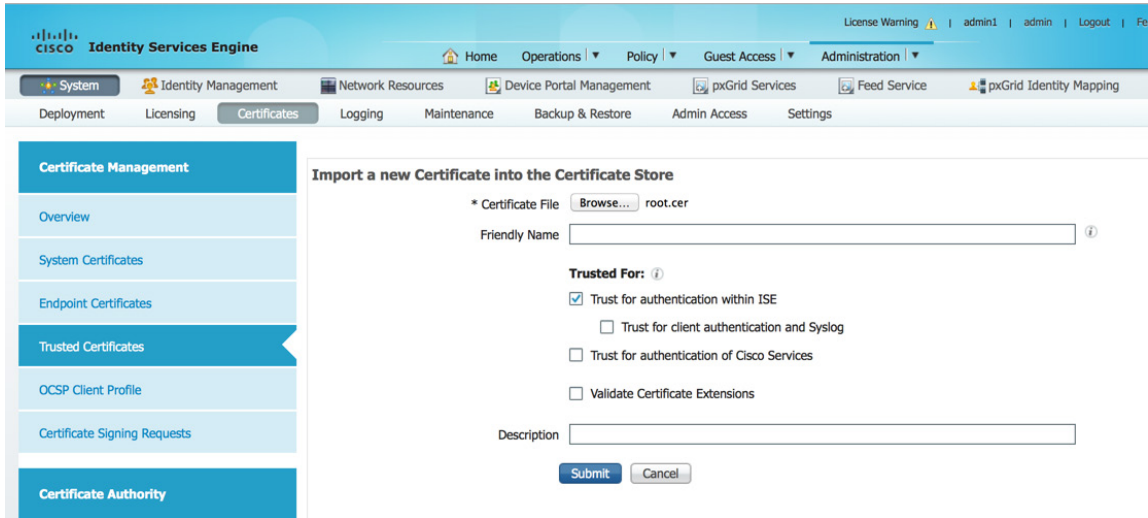 License Warning | admin1 | admin | Logout | Fe
CISCO Identity Services Engine
Home Operations | Policy | Guest Access | Administration |
System Identity Management Network Resources Device Portal Management pxGrid Services Feed Service pxGrid Identity Mapping
Deployment Licensing Certificates Logging Maintenance Backup & Restore Admin Access Settings
Certificate Management
Overview
System Certificates
Endpoint Certificates
Trusted Certificates
OCSP Client Profile
Certificate Signing Requests
Certificate Authority
Import a new Certificate into the Certificate Store
* Certificate File Browse... root.cer
Friendly Name
Trusted For:
Trust for authentication within ISE
Trust for client authentication and Syslog
Trust for authentication of Cisco Services
Validate Certificate Extensions
Description
Submit Cancel